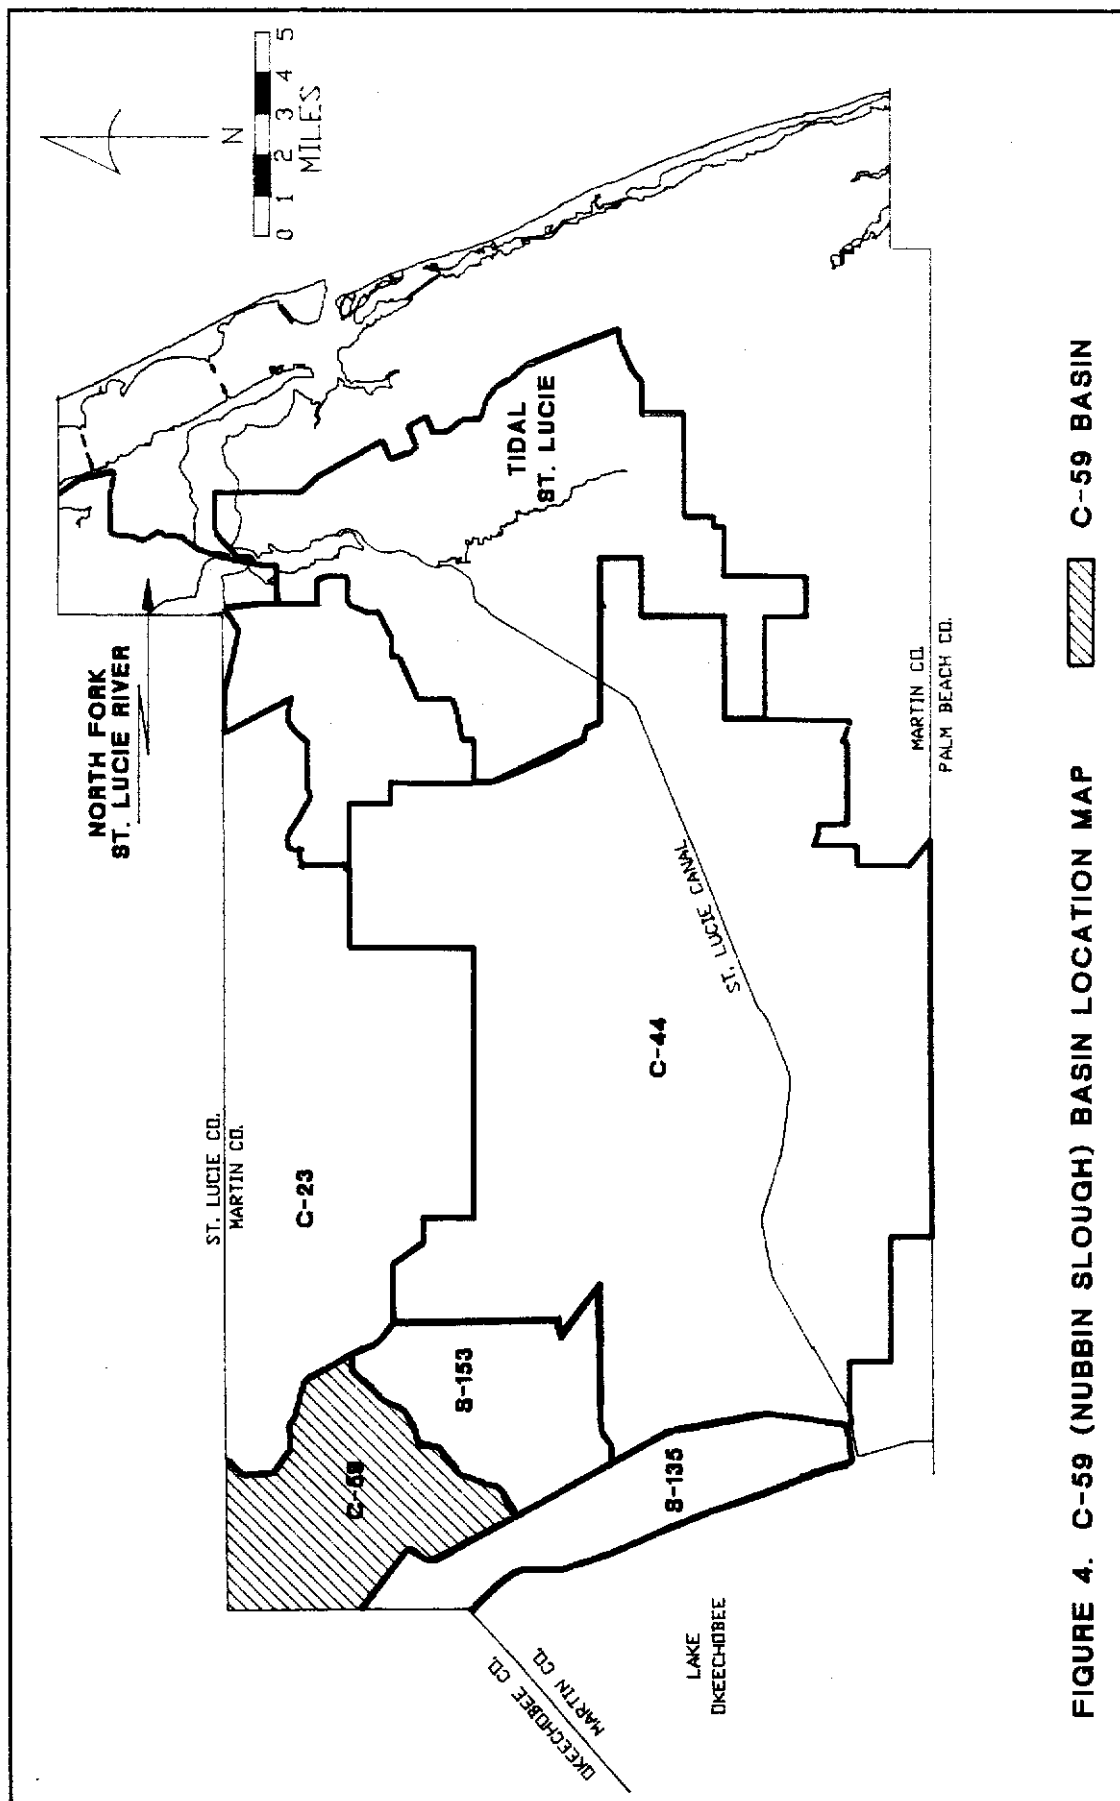 N
0 1 2 3 4 5
MILES
NORTH FORK
ST. LUCIE RIVER
ST. LUCIE CO.
MARTIN CO.
C-23
TIDAL
ST. LUCIE
C-59
S-153
C-44
ST. LUCIE CANAL
S-135
OKEECHOBEE CO.
MARTIN CO.
LAKE
OKEECHOBEE
MARTIN CO.
PALM BEACH CO.
FIGURE 4. C-59 (NUBBIN SLOUGH) BASIN LOCATION MAP
C-59 BASIN